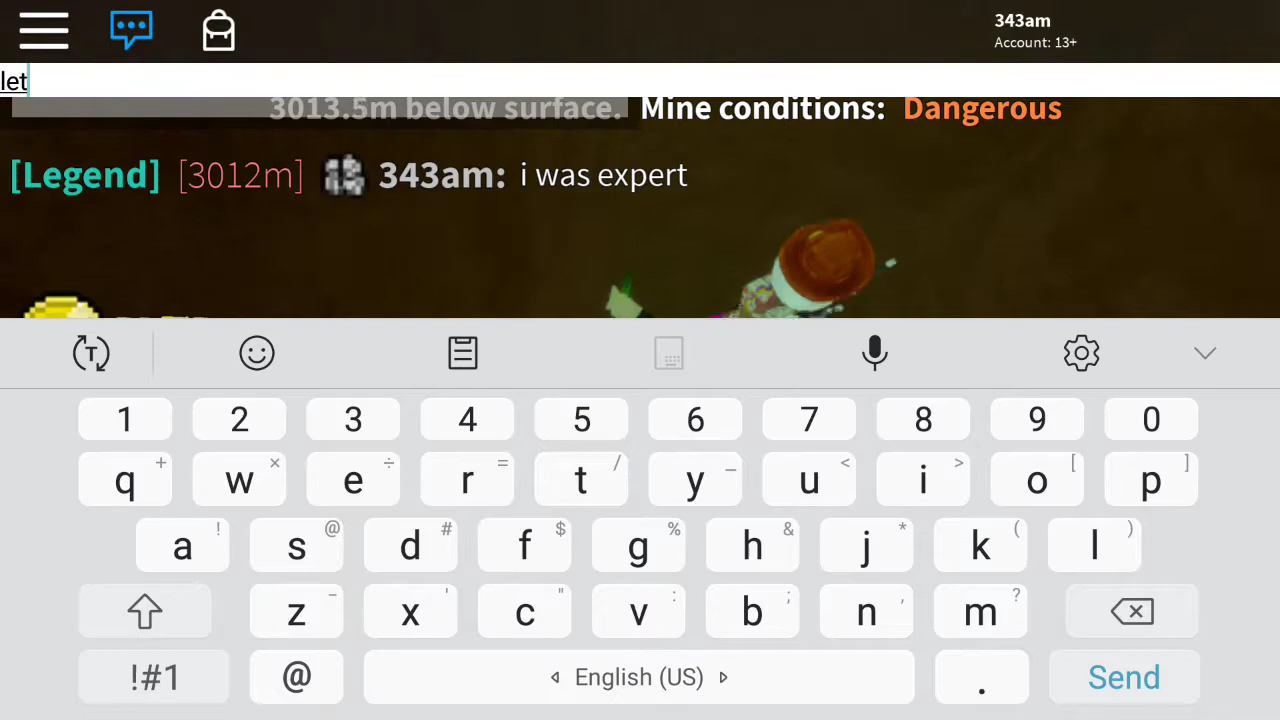 343am
Account: 13+
let
3013.5m below surface. Mine conditions: Dangerous
[Legend] [3012m] 343am: i was expert
T
1 2 3 4 5 6 7 8 9 0
q + w × e ÷ r = t / y _ u < i > o [ p ]
a ! s @ d # f $ g % h & j * k ( l )
z - x ' c " v : b ; n , m ?
!#1 @ English (US) . Send